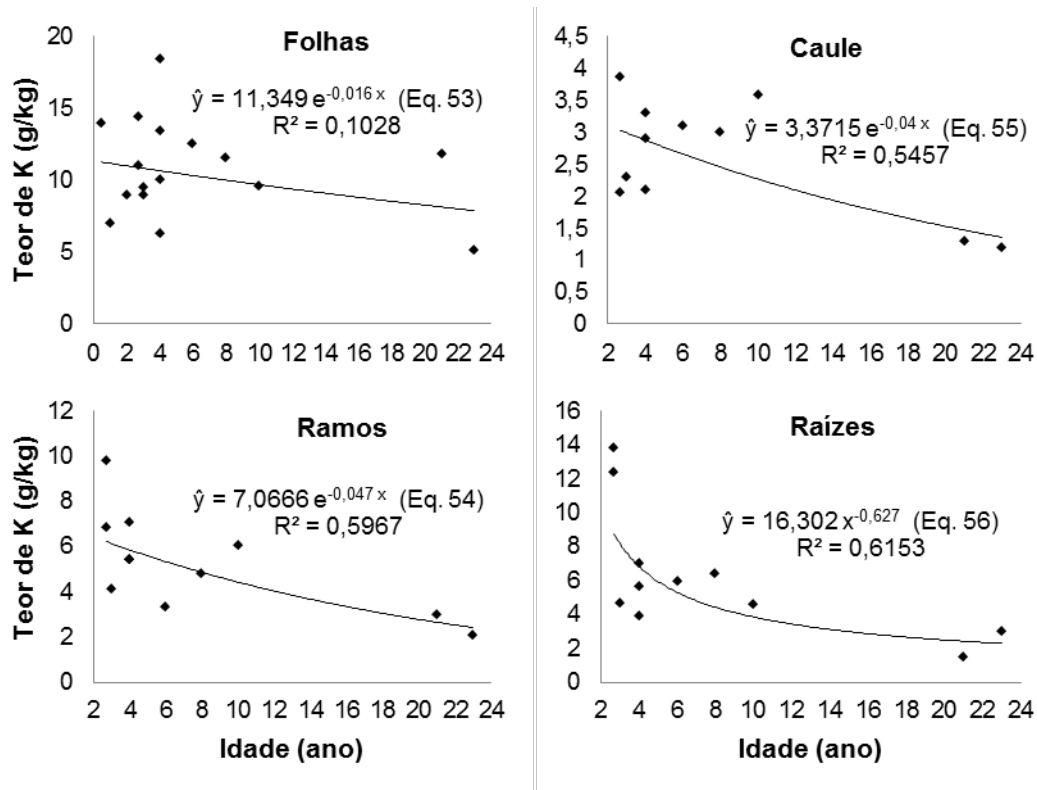 Folhas
ŷ = 11,349 e-0,016 x (Eq. 53)
R² = 0,1028
Teor de K (g/kg)
20
15
10
5
0
0 2 4 6 8 10 12 14 16 18 20 22 24
Caule
ŷ = 3,3715 e-0,04 x (Eq. 55)
R² = 0,5457
4,5
4
3,5
3
2,5
2
1,5
1
0,5
0
2 4 6 8 10 12 14 16 18 20 22 24
Ramos
ŷ = 7,0666 e-0,047 x (Eq. 54)
R² = 0,5967
Teor de K (g/kg)
12
10
8
6
4
2
0
2 4 6 8 10 12 14 16 18 20 22 24
Idade (ano)
Raízes
ŷ = 16,302 x-0,627 (Eq. 56)
R² = 0,6153
16
14
12
10
8
6
4
2
0
2 4 6 8 10 12 14 16 18 20 22 24
Idade (ano)